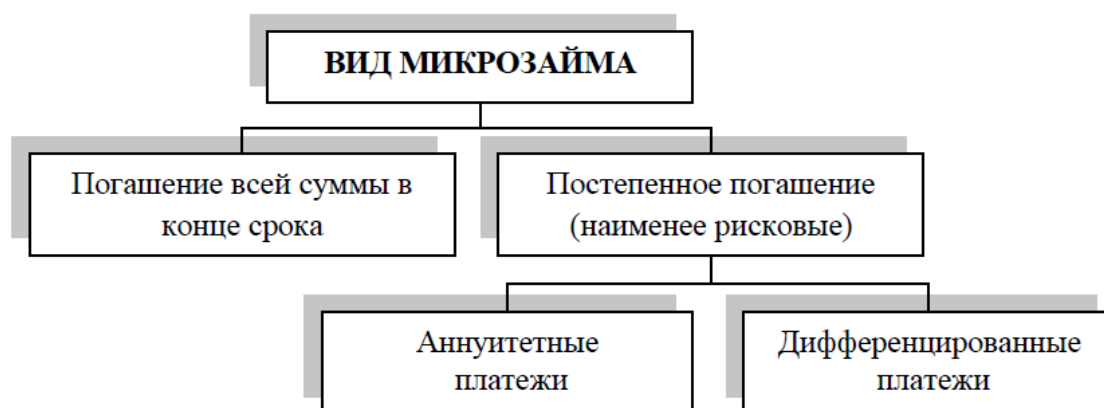 ВИД МИКРОЗАЙМА
Погашение всей суммы в
конце срока
Постепенное погашение
(наименее рисковые)
Аннуитетные
платежи
Дифференцированные
платежи